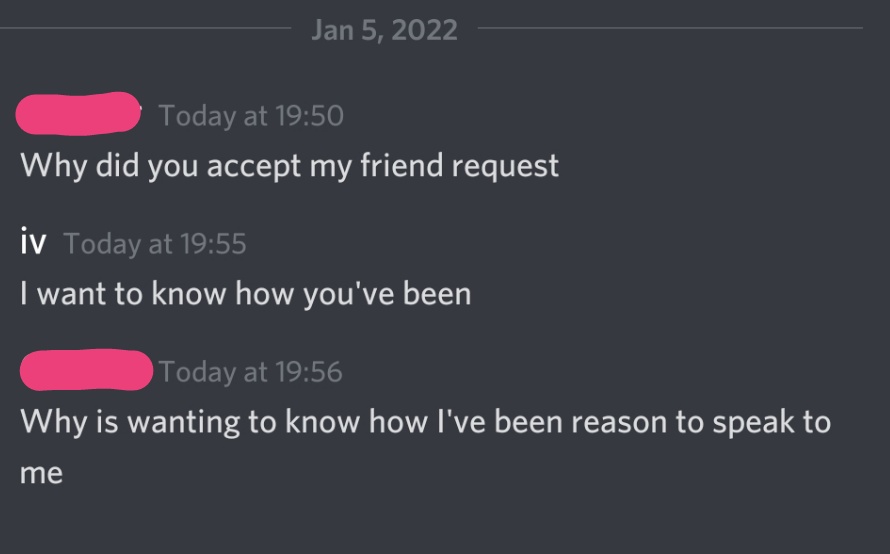 Jan 5, 2022
Today at 19:50
Why did you accept my friend request
iv Today at 19:55
I want to know how you've been
Today at 19:56
Why is wanting to know how I've been reason to speak to
me